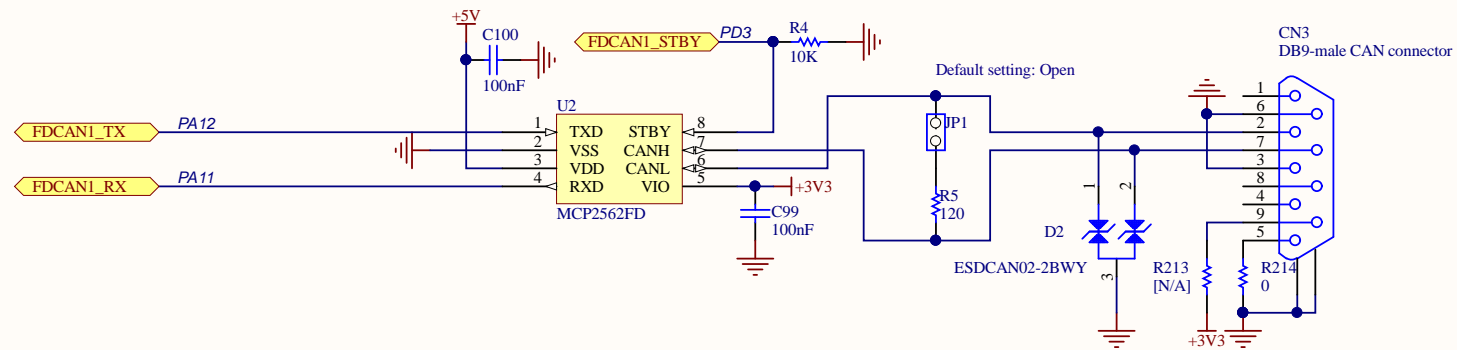 +5V
C100
100nF
FDCAN1_STBY
PD3
R4
10K
CN3
DB9-male CAN connector
Default setting: Open
FDCAN1_TX
PA12
FDCAN1_RX
PA11
U2
1 TXD STBY 8
2 VSS CANH 7
3 VDD CANL 6
4 RXD VIO 5
MCP2562FD
+3V3
C99
100nF
JP1
R5
120
1
2
D2
3
ESDCAN02-2BWY
1
6
2
7
3
8
4
9
5
R213
[N/A]
R214
0
+3V3